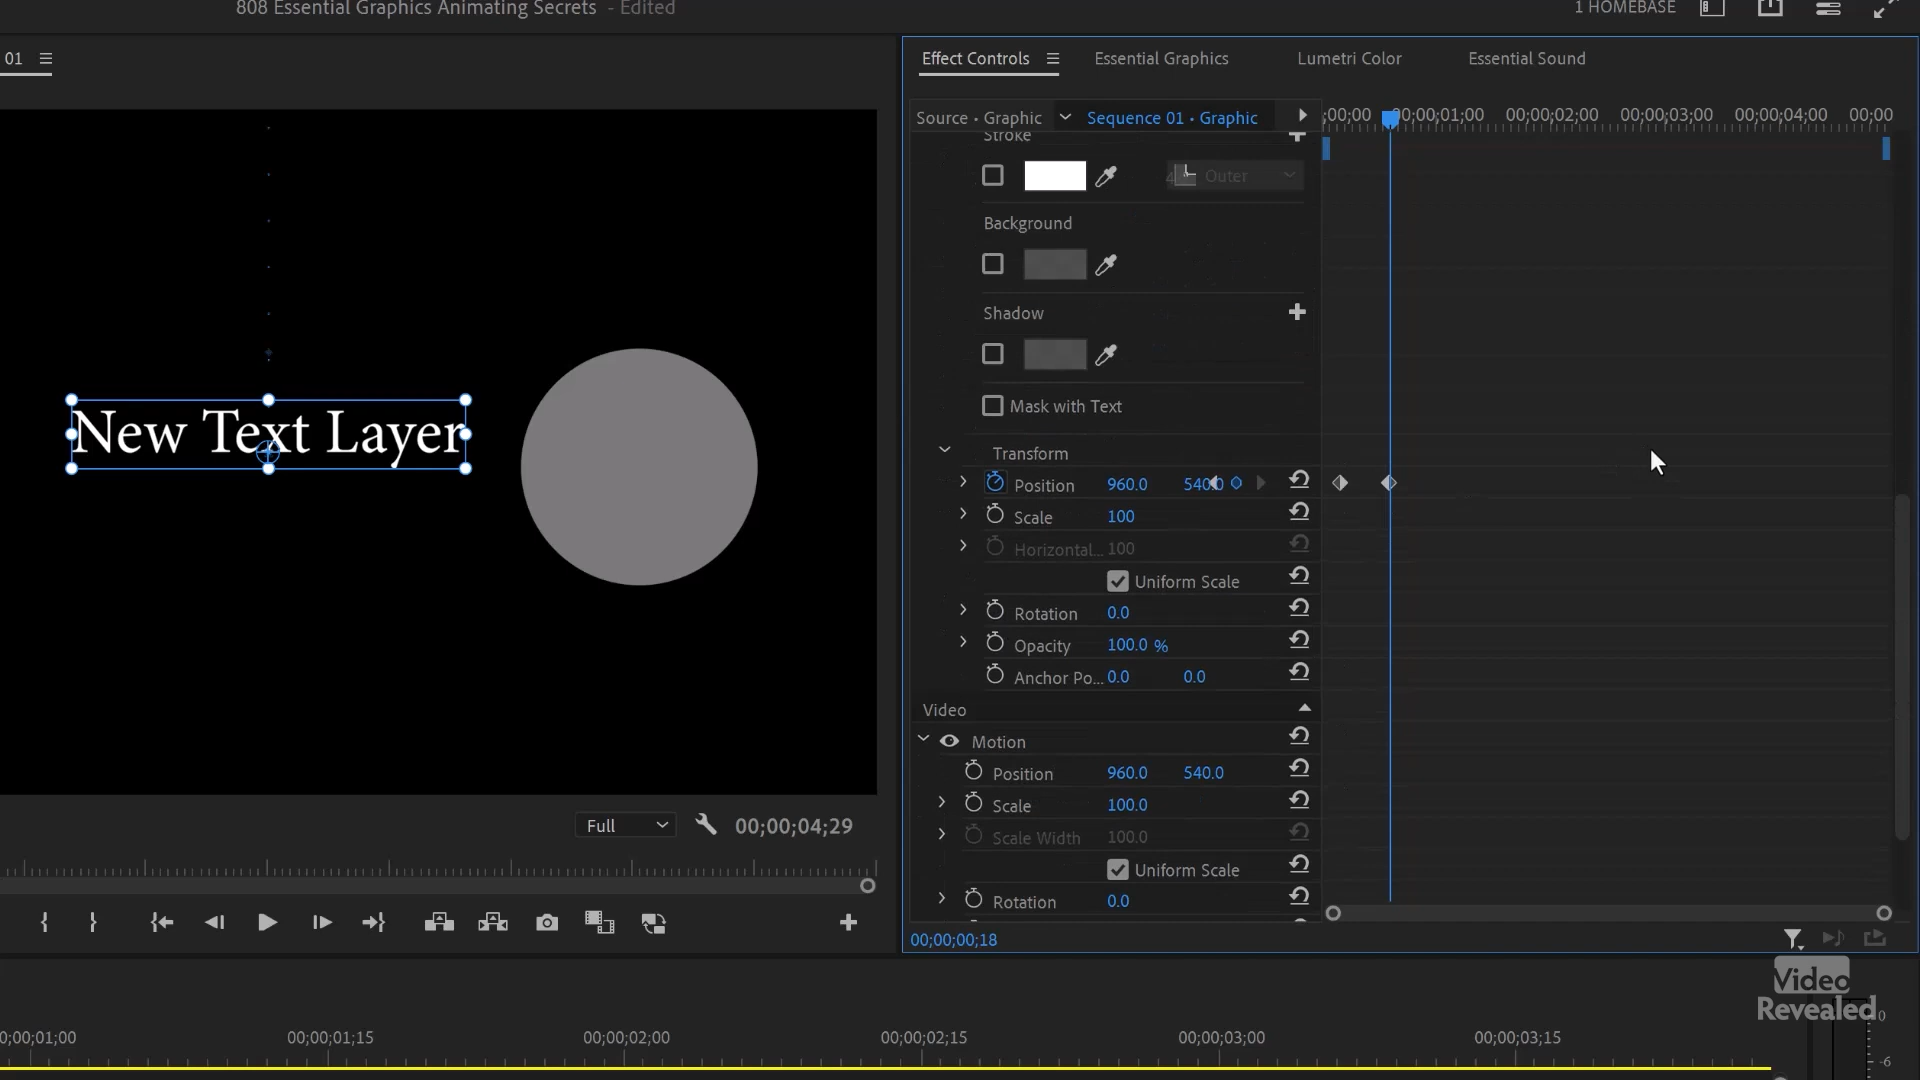 808 Essential Graphics Animating Secrets - Edited
1 HOMEBASE
01
Effect Controls
Essential Graphics
Lumetri Color
Essential Sound
Source • Graphic
Sequence 01 • Graphic
;00;00
00;00;01;00
00;00;02;00
00;00;03;00
00;00;04;00
00;00
Stroke
Outer
Background
Shadow
Mask with Text
New Text Layer
Transform
Position 960.0 540.0
Scale 100
Horizontal... 100
Uniform Scale
Rotation 0.0
Opacity 100.0 %
Anchor Po... 0.0 0.0
Video
Motion
Position 960.0 540.0
Scale 100.0
Scale Width 100.0
Uniform Scale
Rotation 0.0
Full
00;00;04;29
00;00;00;18
Video
Revealed
0;00;01;00
00;00;01;15
00;00;02;00
00;00;02;15
00;00;03;00
00;00;03;15
0
-6